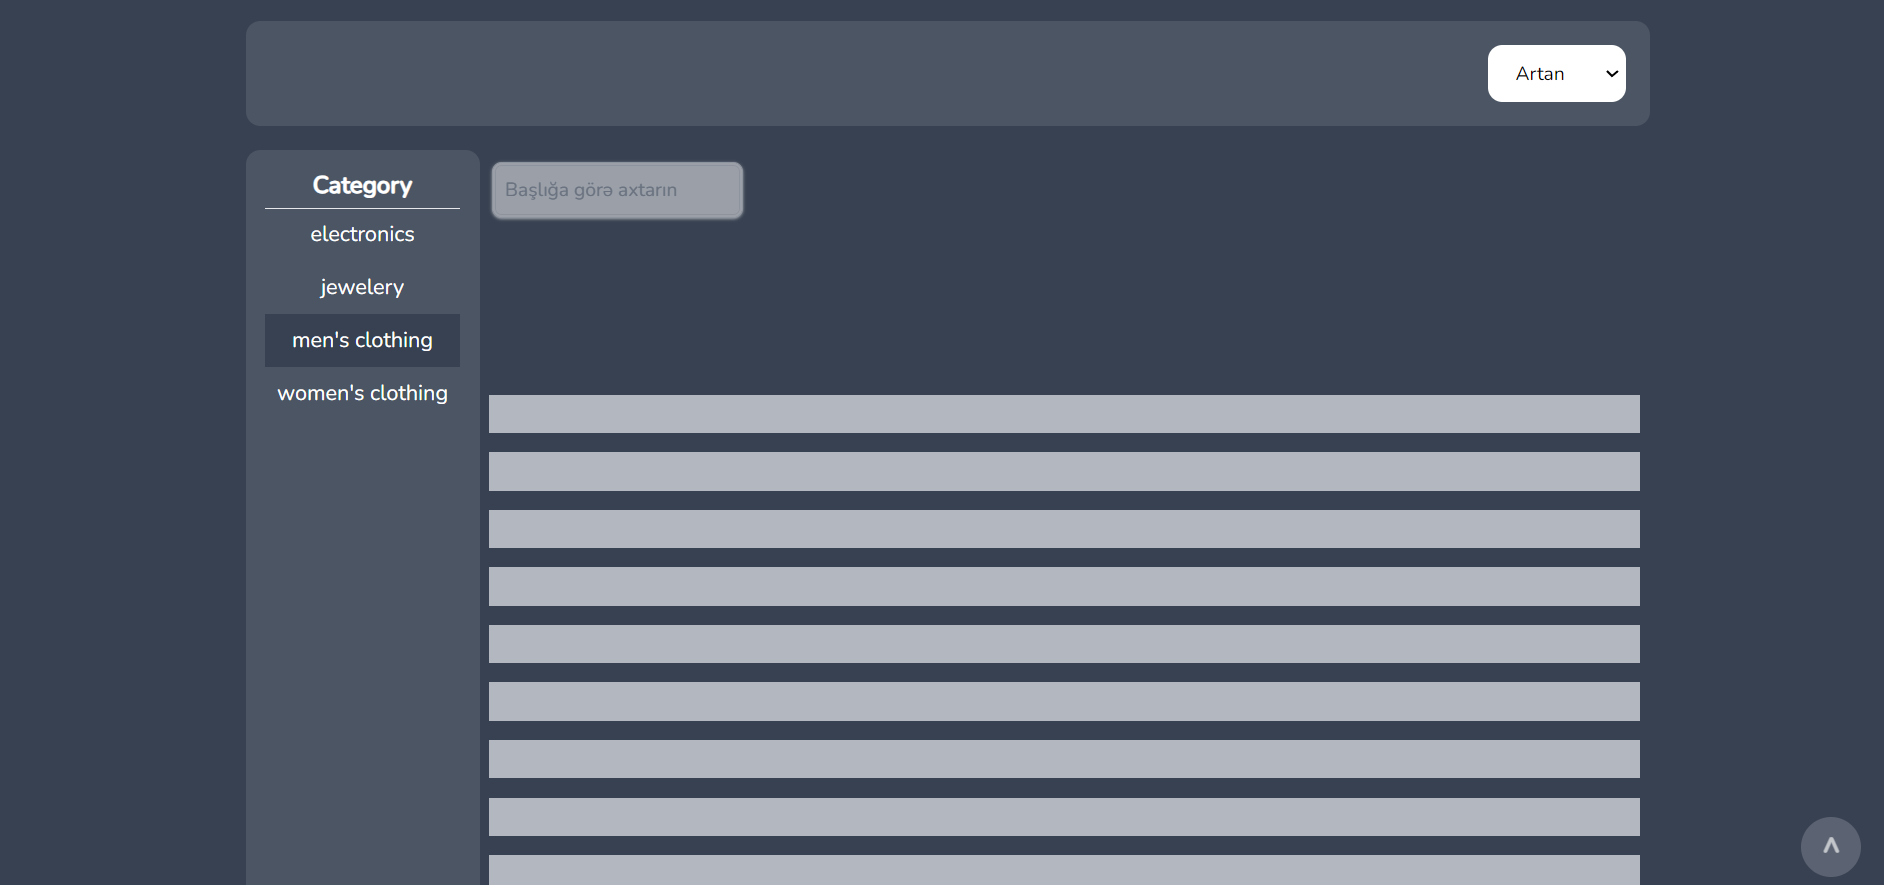 Artan
Category
Başlığa görə axtarın
electronics
jewelery
men's clothing
women's clothing